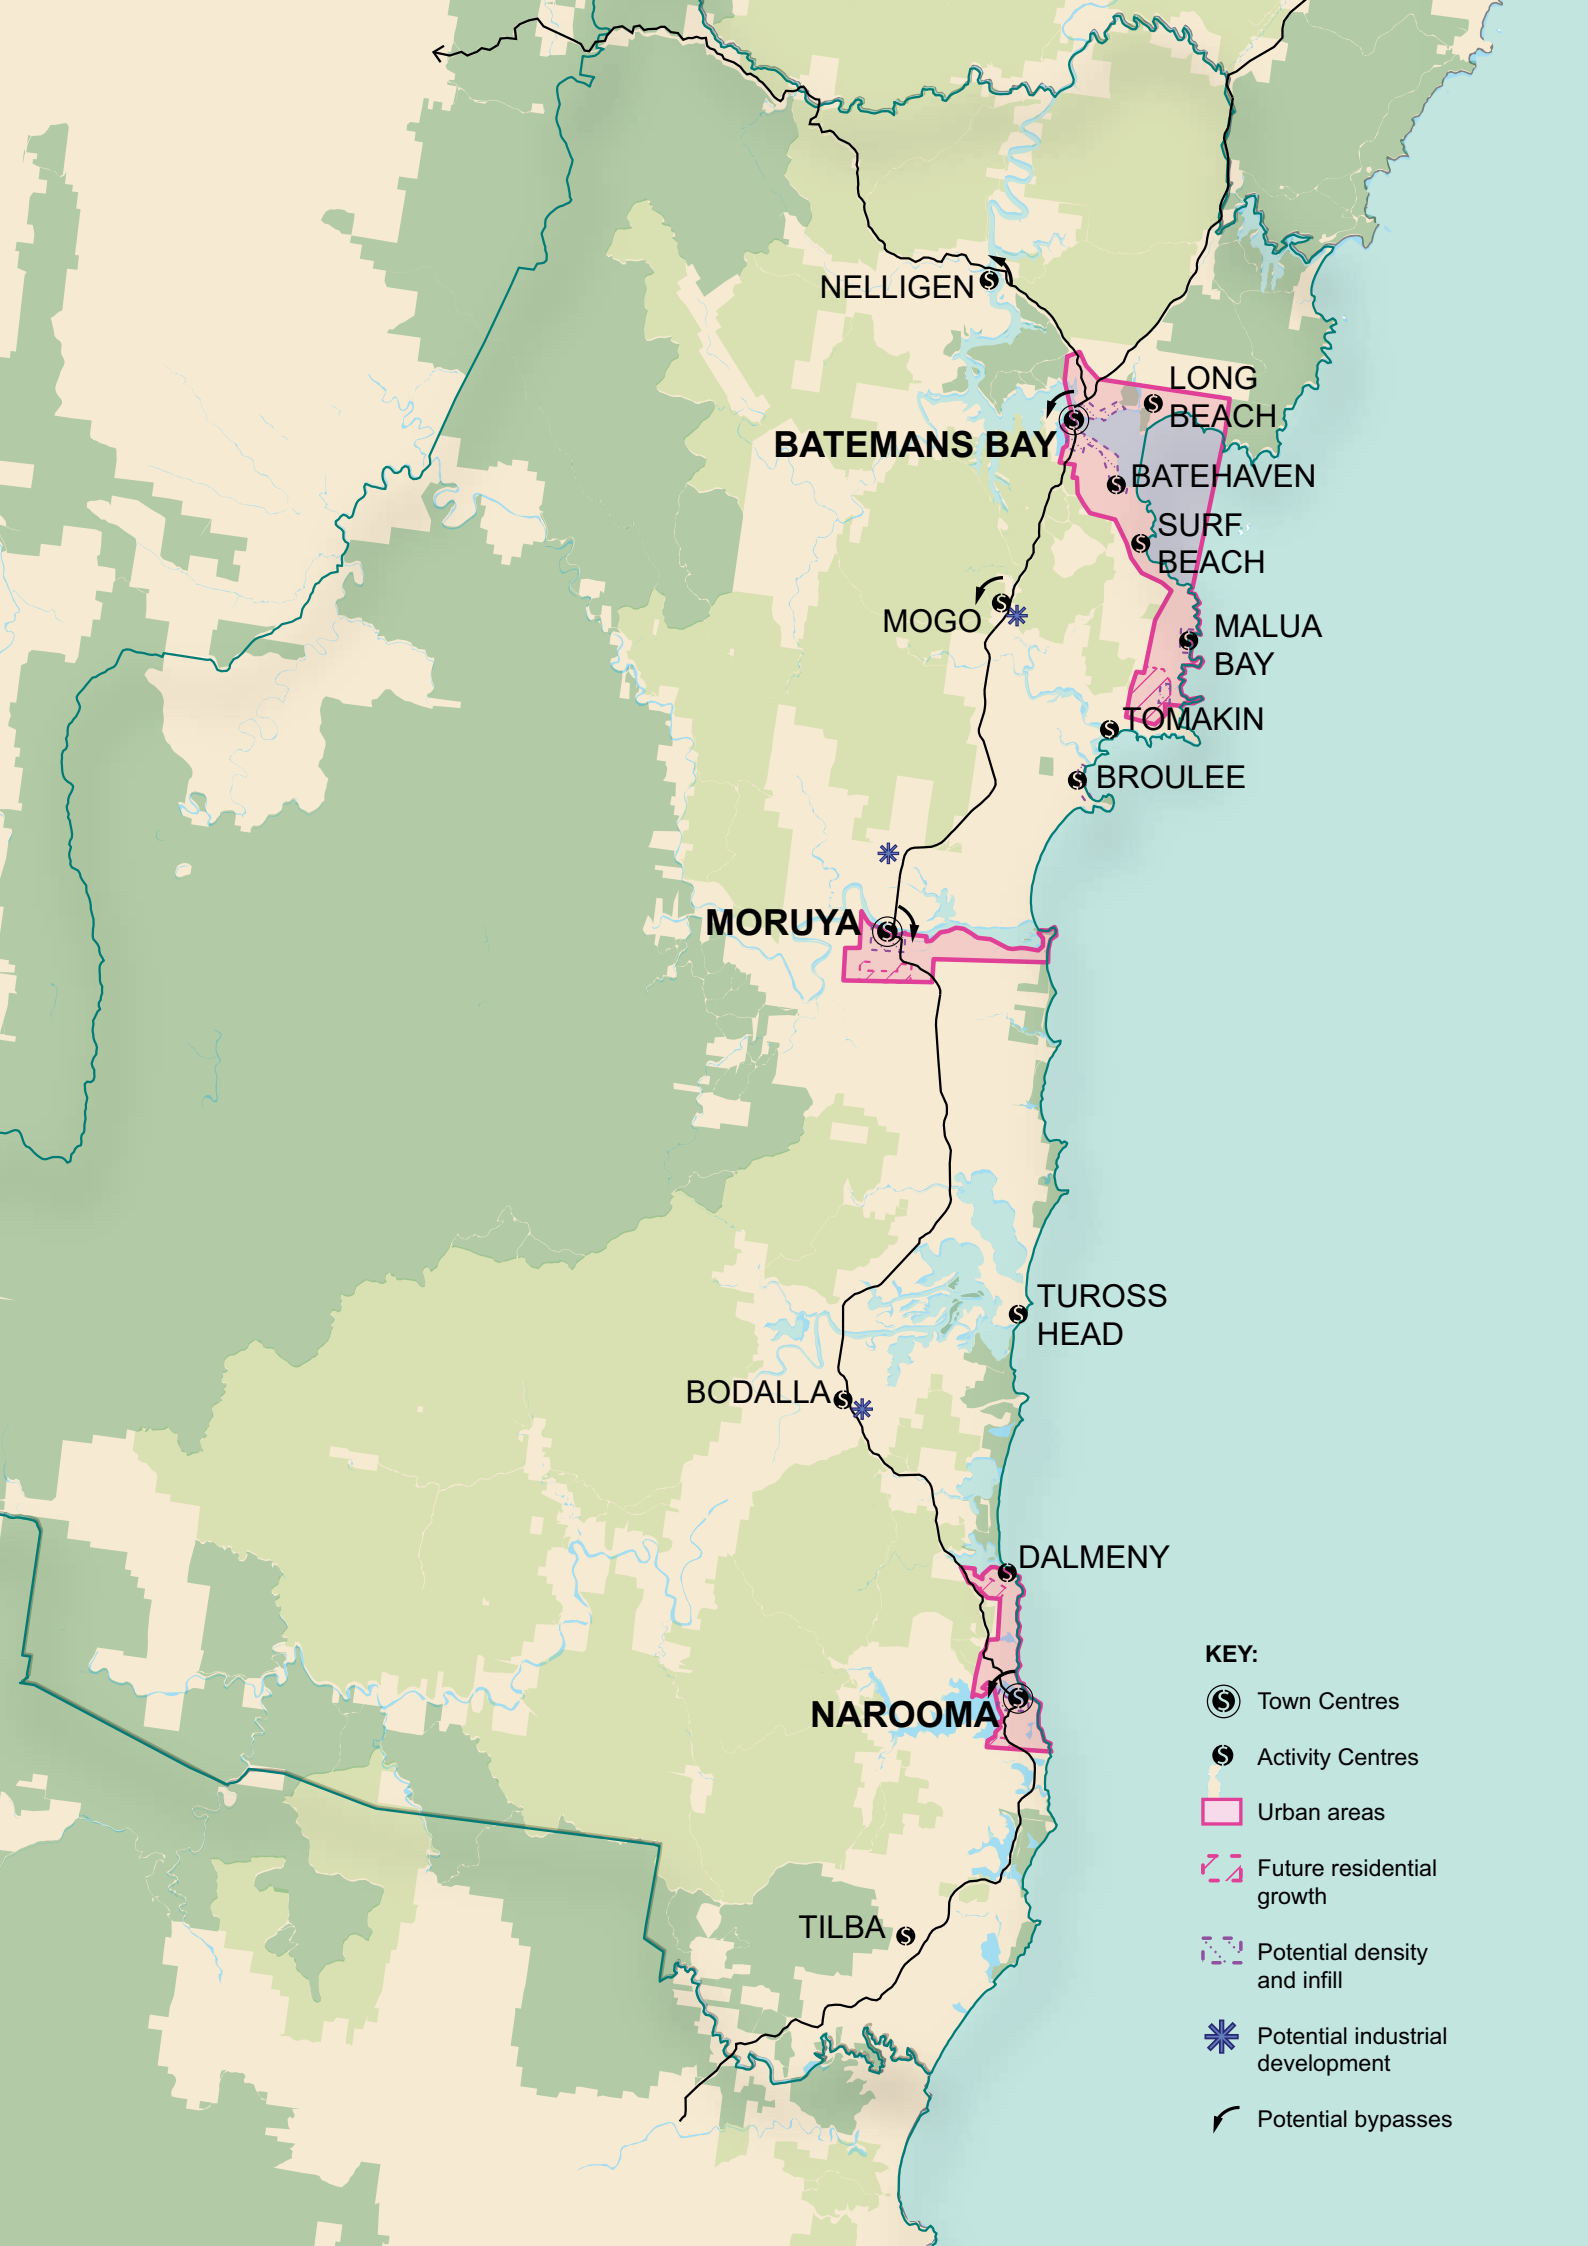 NELLIGEN
LONG
BEACH
BATEMANS BAY
BATEHAVEN
SURF
BEACH
MOGO
MALUA
BAY
TOMAKIN
BROULEE
MORUYA
TUROSS
HEAD
BODALLA
DALMENY
NAROOMA
TILBA
KEY:
Town Centres
Activity Centres
Urban areas
Future residential
growth
Potential density
and infill
Potential industrial
development
Potential bypasses